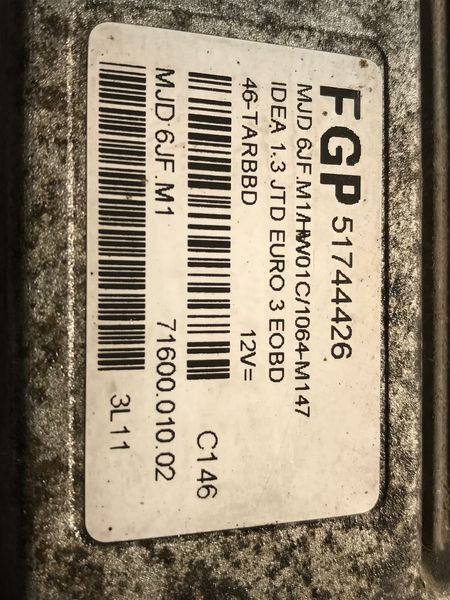 FGP 51744426
MJD 6JF.M1/HW01C/1064-M147
IDEA 1.3 JTD EURO 3 EOBD
46-TARBBD 12V=
C146
MJD 6JF.M1 71600.010.02
3L11